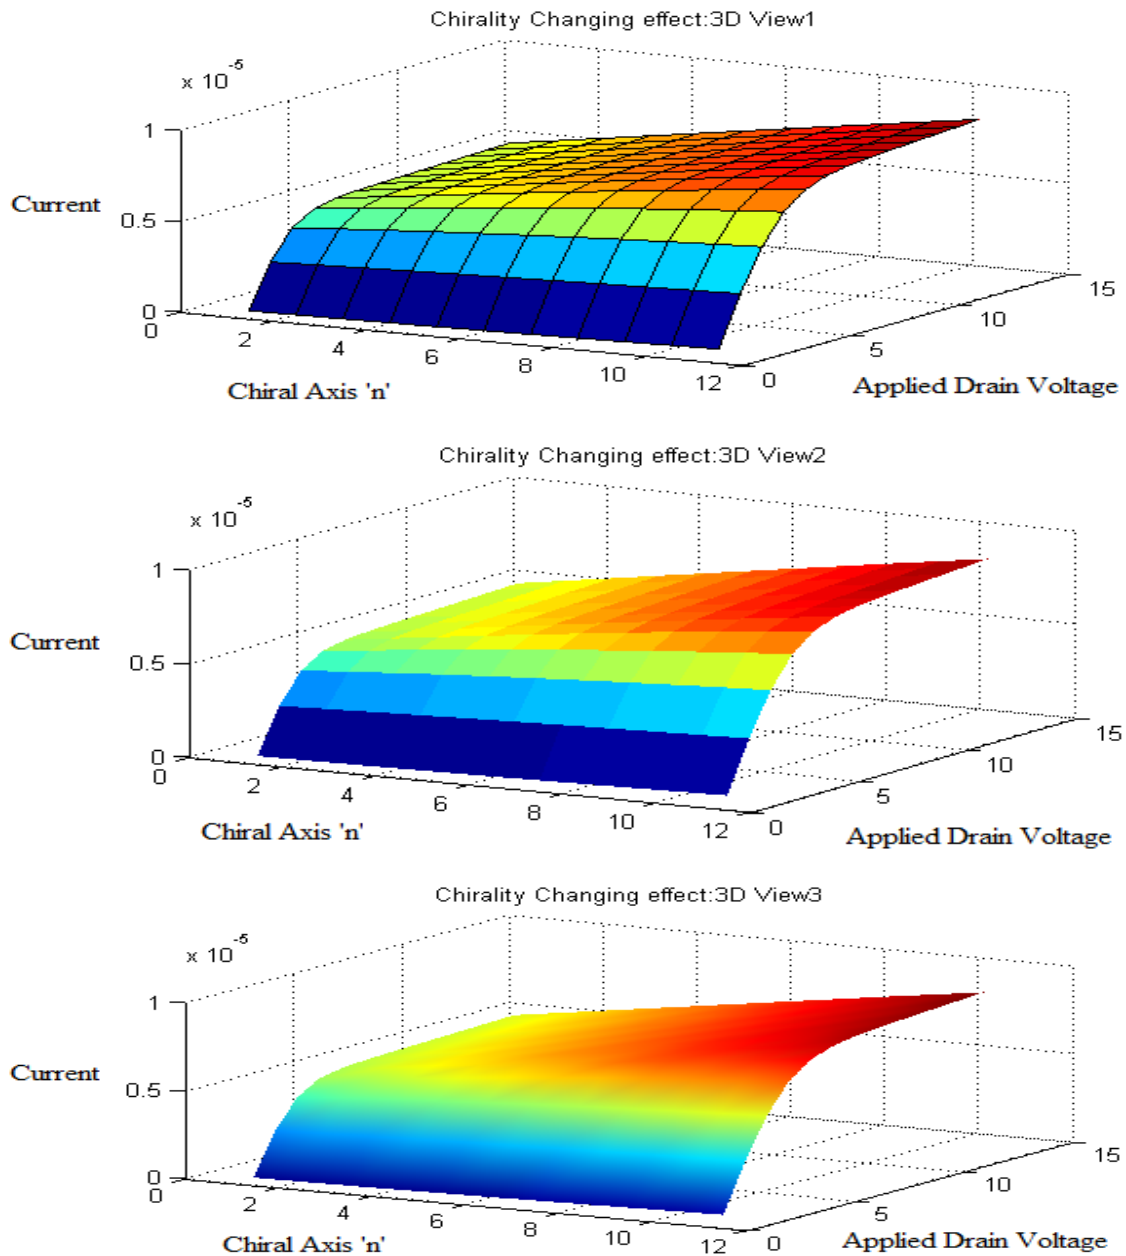 Chirality Changing effect:3D View1
x 10^-5
1
Current
0.5
0
0
2
4
6
8
10
12
0
5
10
15
Chiral Axis 'n'
Applied Drain Voltage
Chirality Changing effect:3D View2
x 10^-5
1
Current
0.5
0
0
2
4
6
8
10
12
0
5
10
15
Chiral Axis 'n'
Applied Drain Voltage
Chirality Changing effect:3D View3
x 10^-5
1
Current
0.5
0
0
2
4
6
8
10
12
0
5
10
15
Chiral Axis 'n'
Applied Drain Voltage